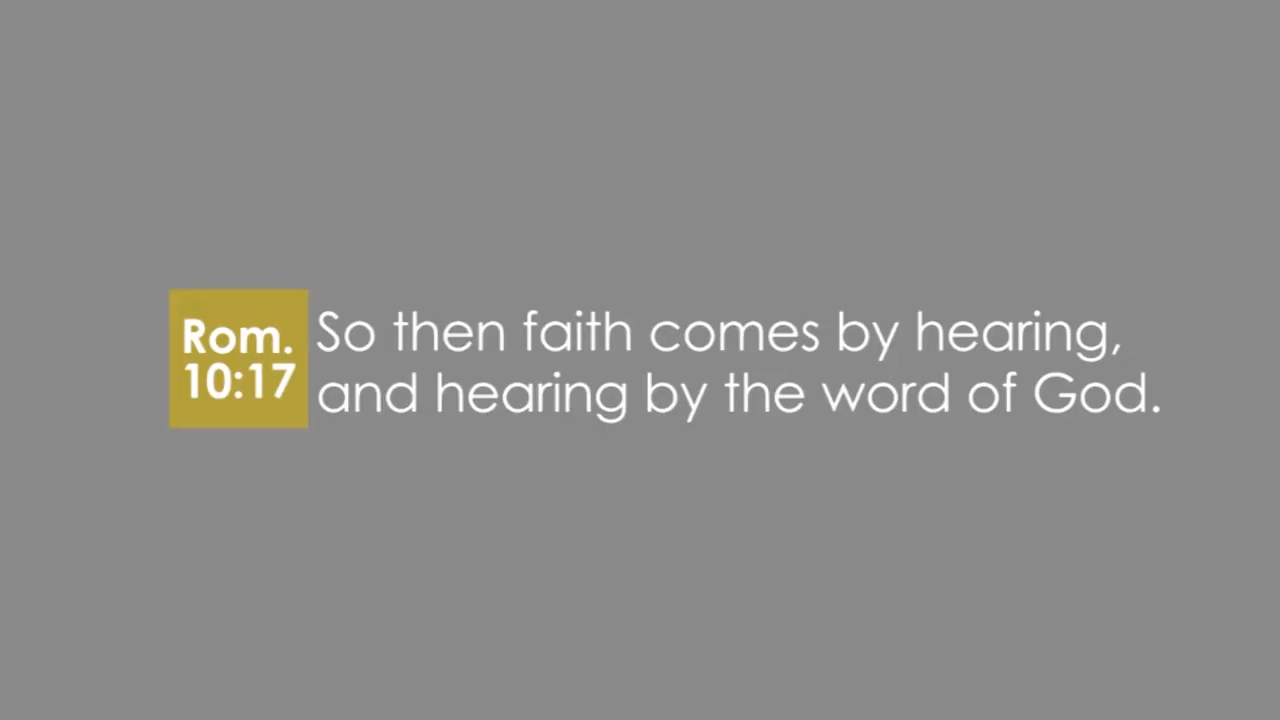 Rom.
10:17
So then faith comes by hearing,
and hearing by the word of God.